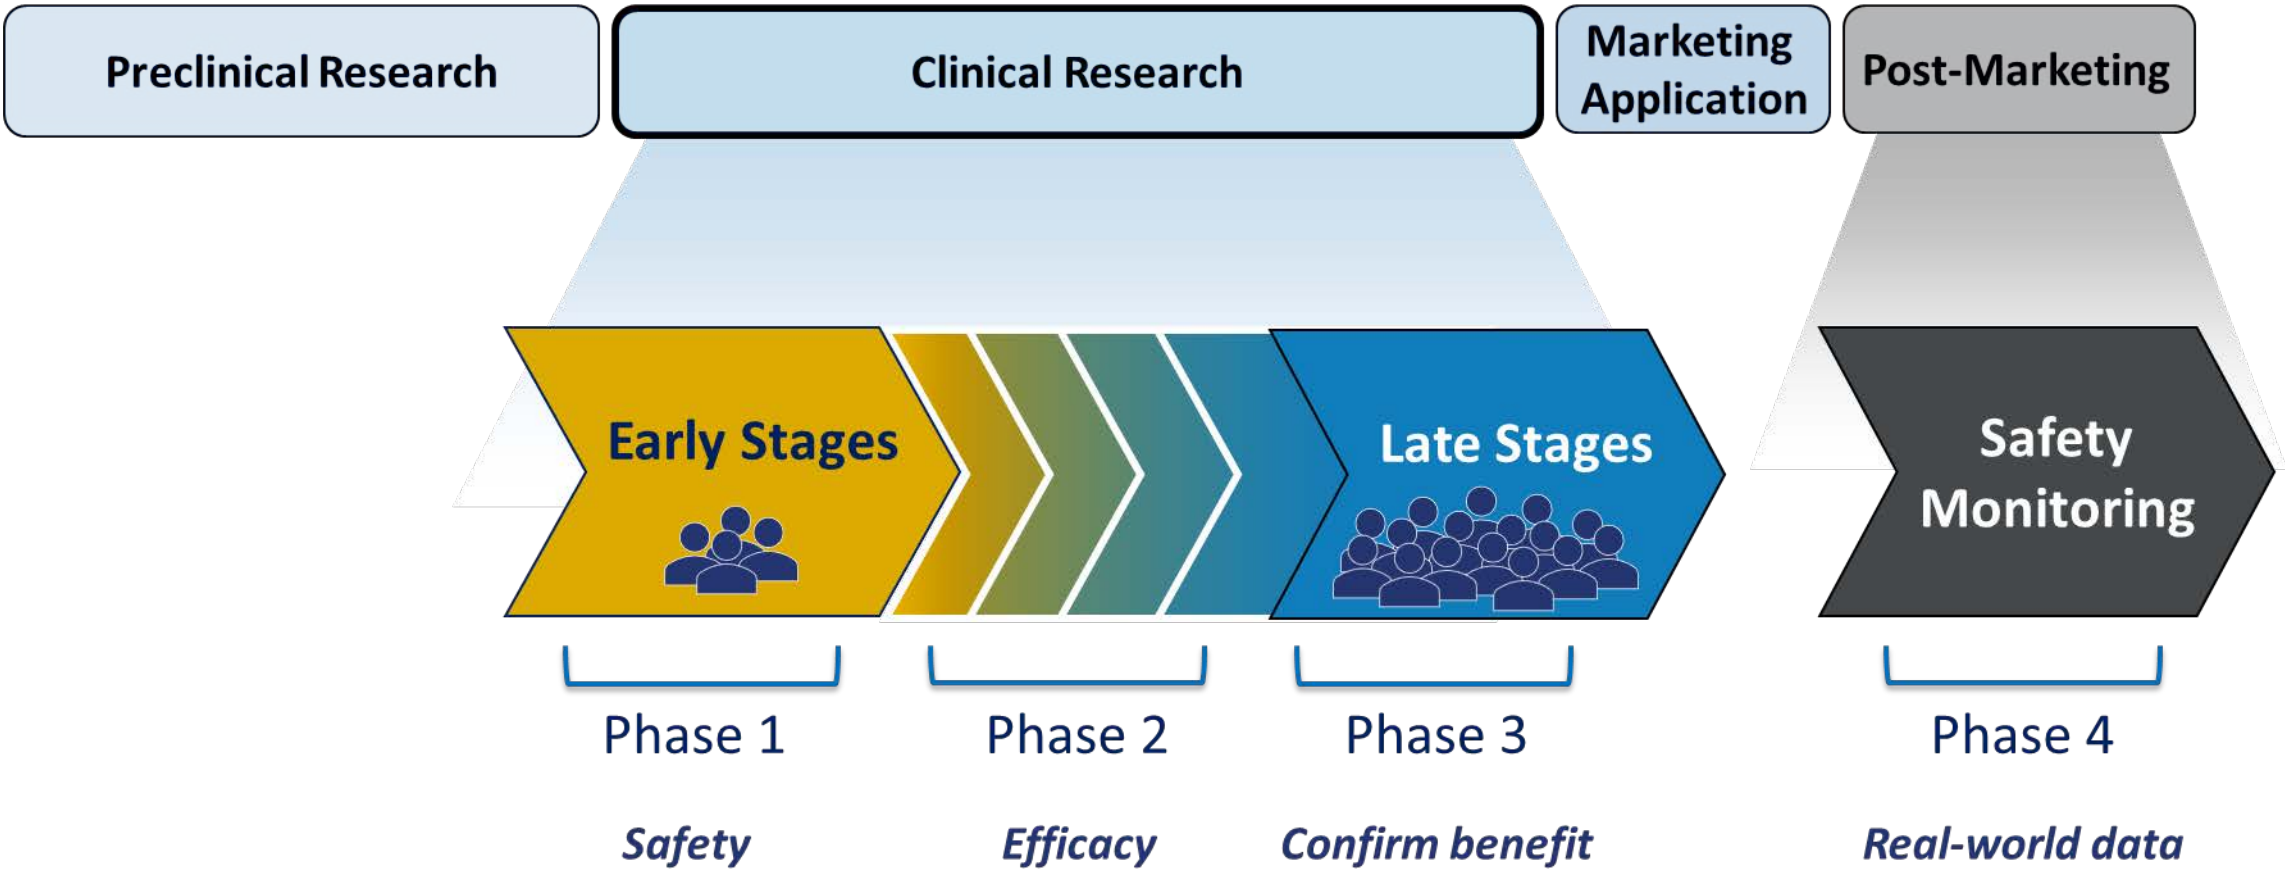 Preclinical Research
Clinical Research
Marketing
Application
Post-Marketing
Early Stages
Late Stages
Safety
Monitoring
Phase 1
Phase 2
Phase 3
Phase 4
Safety
Efficacy
Confirm benefit
Real-world data